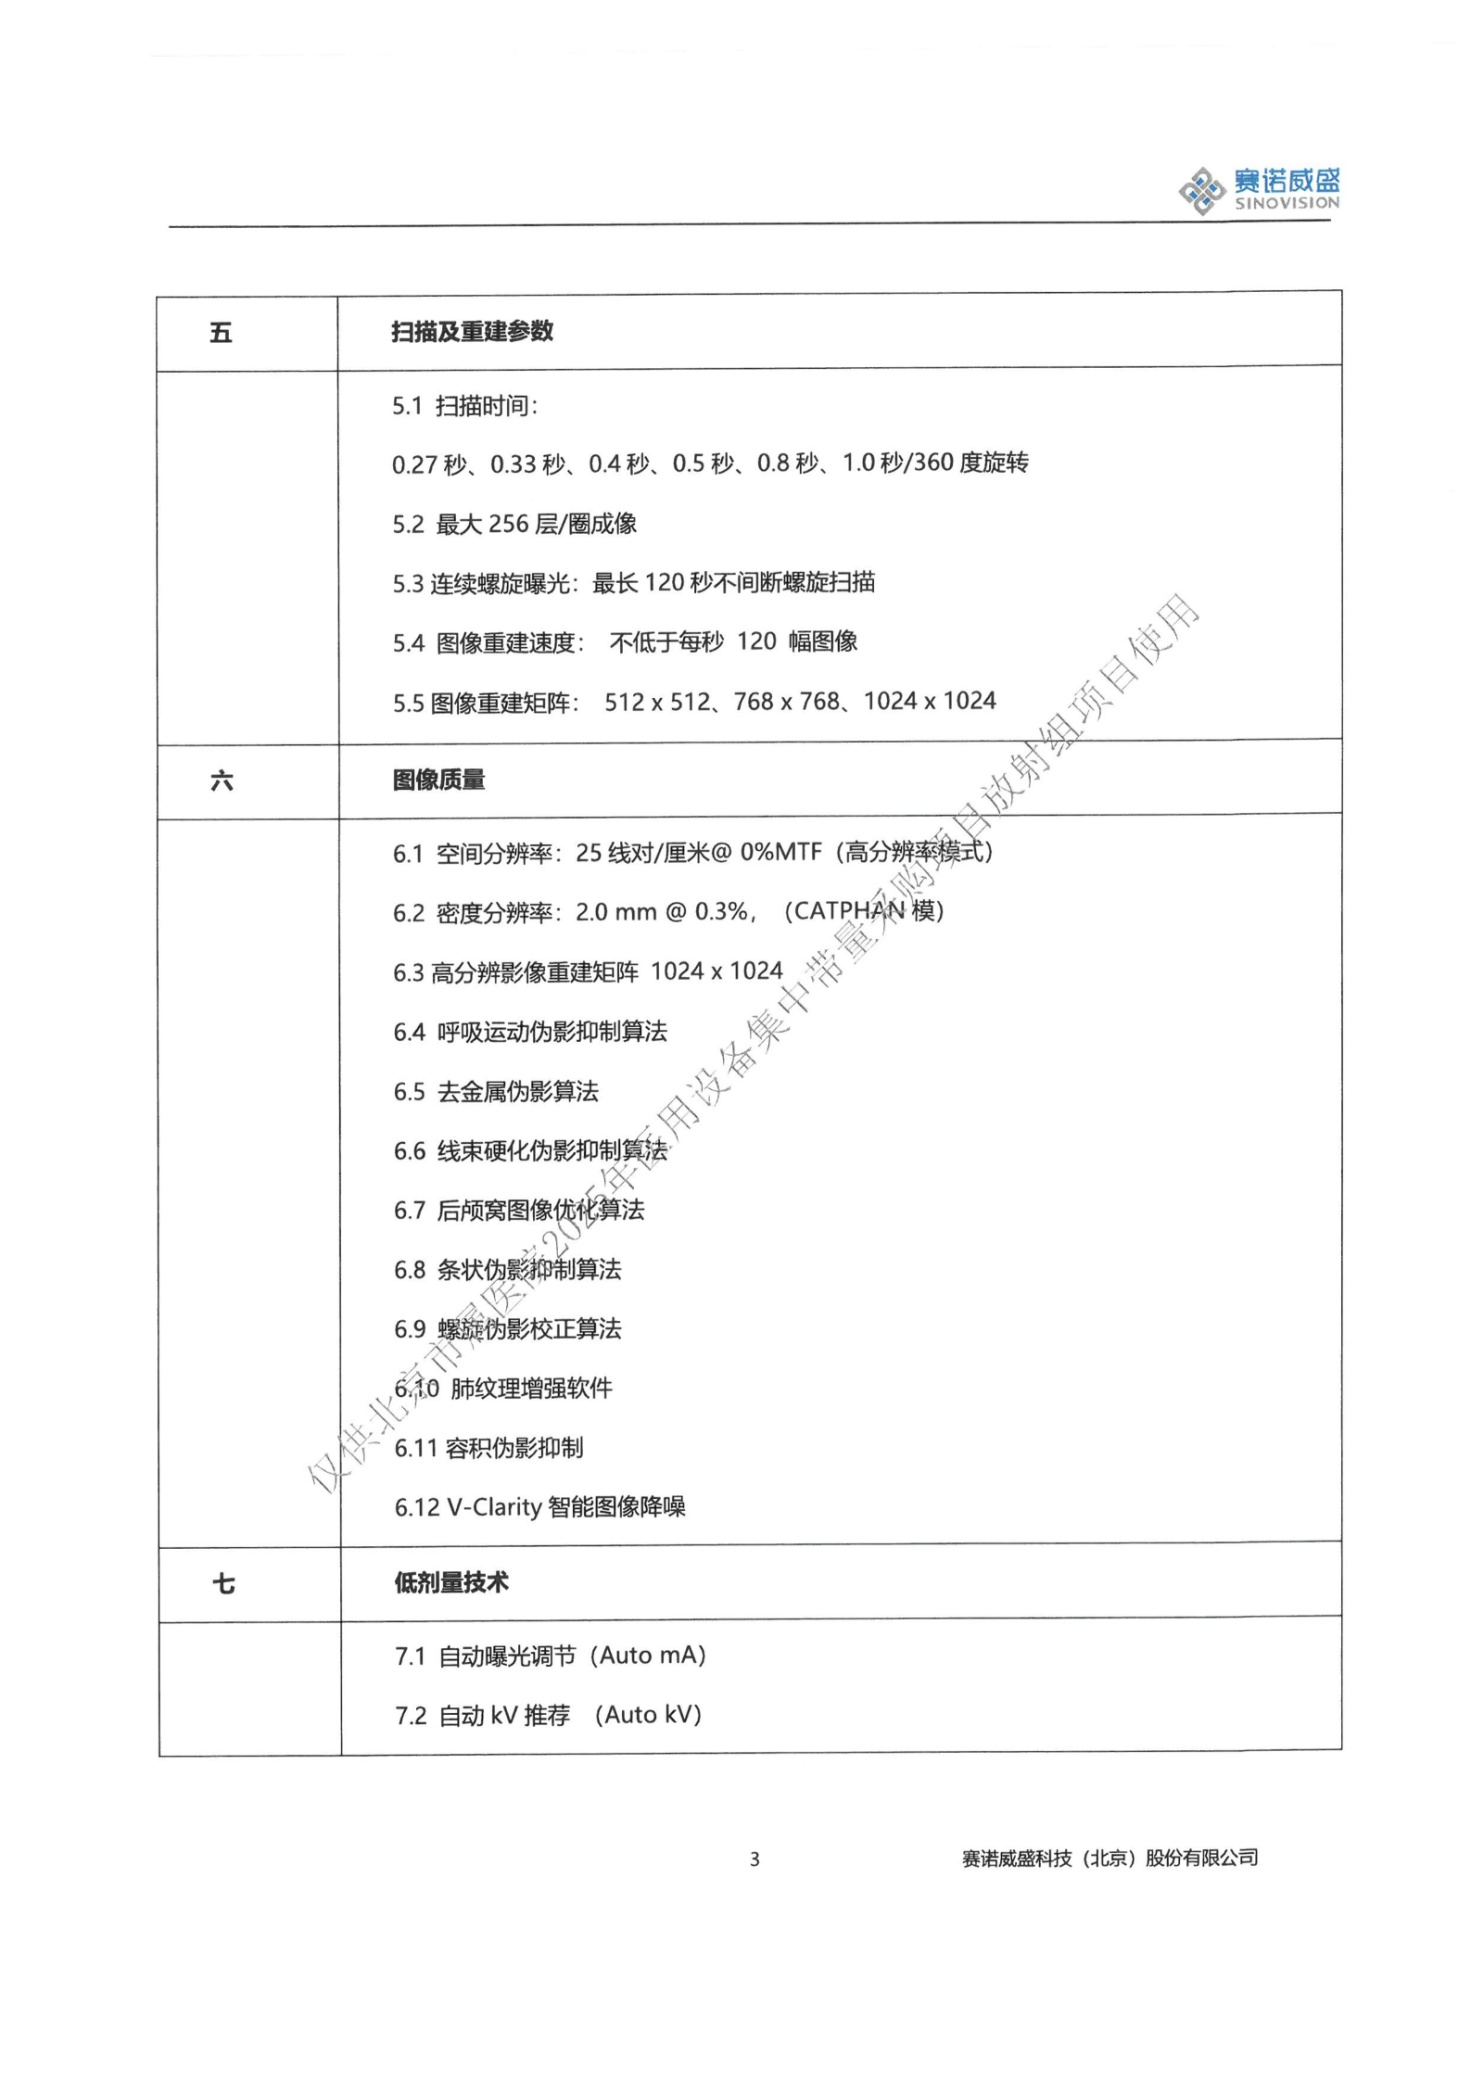 赛诺威盛
SINOVISION
五
扫描及重建参数
5.1 扫描时间：
0.27 秒、0.33 秒、0.4 秒、0.5 秒、0.8 秒、1.0 秒/360 度旋转
5.2 最大 256 层/圈成像
5.3 连续螺旋曝光：最长 120 秒不间断螺旋扫描
5.4 图像重建速度： 不低于每秒 120 幅图像
5.5 图像重建矩阵： 512 x 512、768 x 768、1024 x 1024
六
图像质量
6.1 空间分辨率：25 线对/厘米@ 0%MTF（高分辨率模式）
6.2 密度分辨率：2.0 mm @ 0.3%，（CATPHAN 模）
6.3 高分辨影像重建矩阵 1024 x 1024
6.4 呼吸运动伪影抑制算法
6.5 去金属伪影算法
6.6 线束硬化伪影抑制算法
6.7 后颅窝图像优化算法
6.8 条状伪影抑制算法
6.9 螺旋伪影校正算法
6.10 肺纹理增强软件
6.11 容积伪影抑制
6.12 V-Clarity 智能图像降噪
七
低剂量技术
7.1 自动曝光调节（Auto mA）
7.2 自动 kV 推荐 （Auto kV）
仅供北京市属医院2025年医用设备集中带量采购项目放射组项目使用
3
赛诺威盛科技（北京）股份有限公司